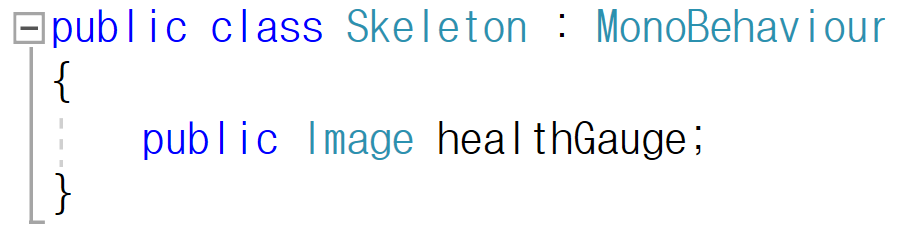 public class Skeleton : MonoBehaviour
{
public Image healthGauge;
}